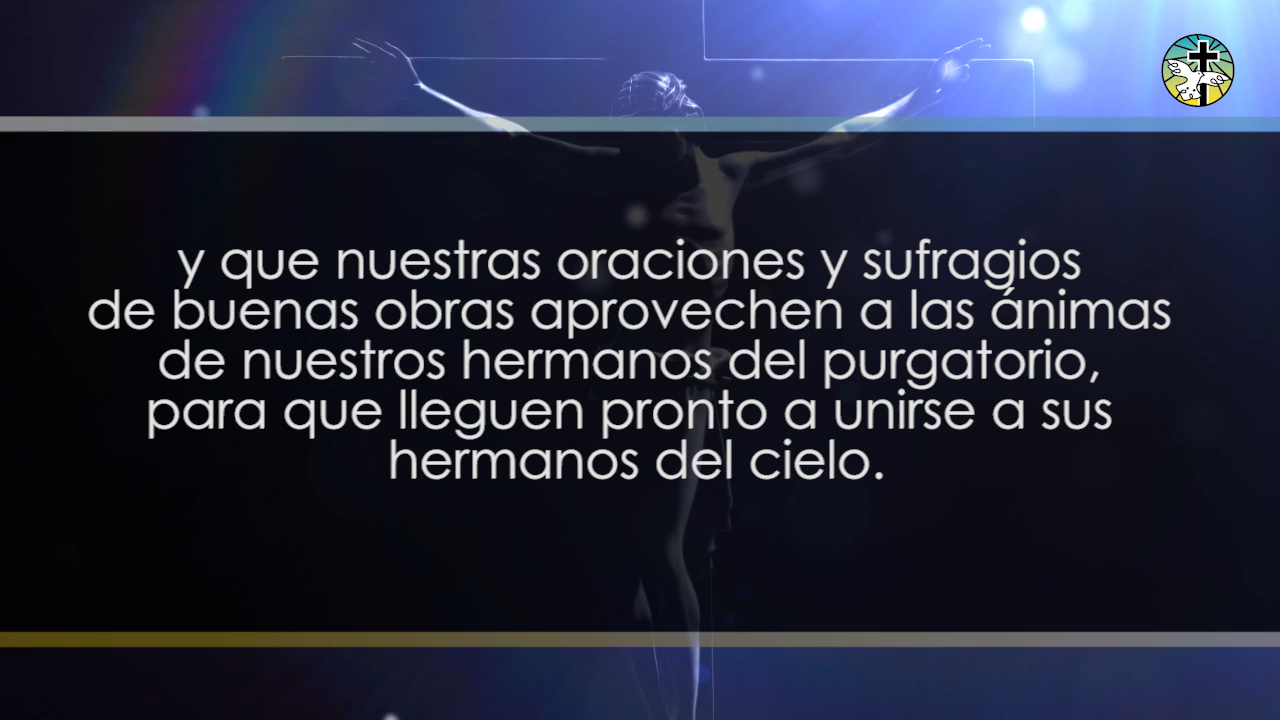 y que nuestras oraciones y sufragios
de buenas obras aprovechen a las ánimas
de nuestros hermanos del purgatorio,
para que lleguen pronto a unirse a sus
hermanos del cielo.